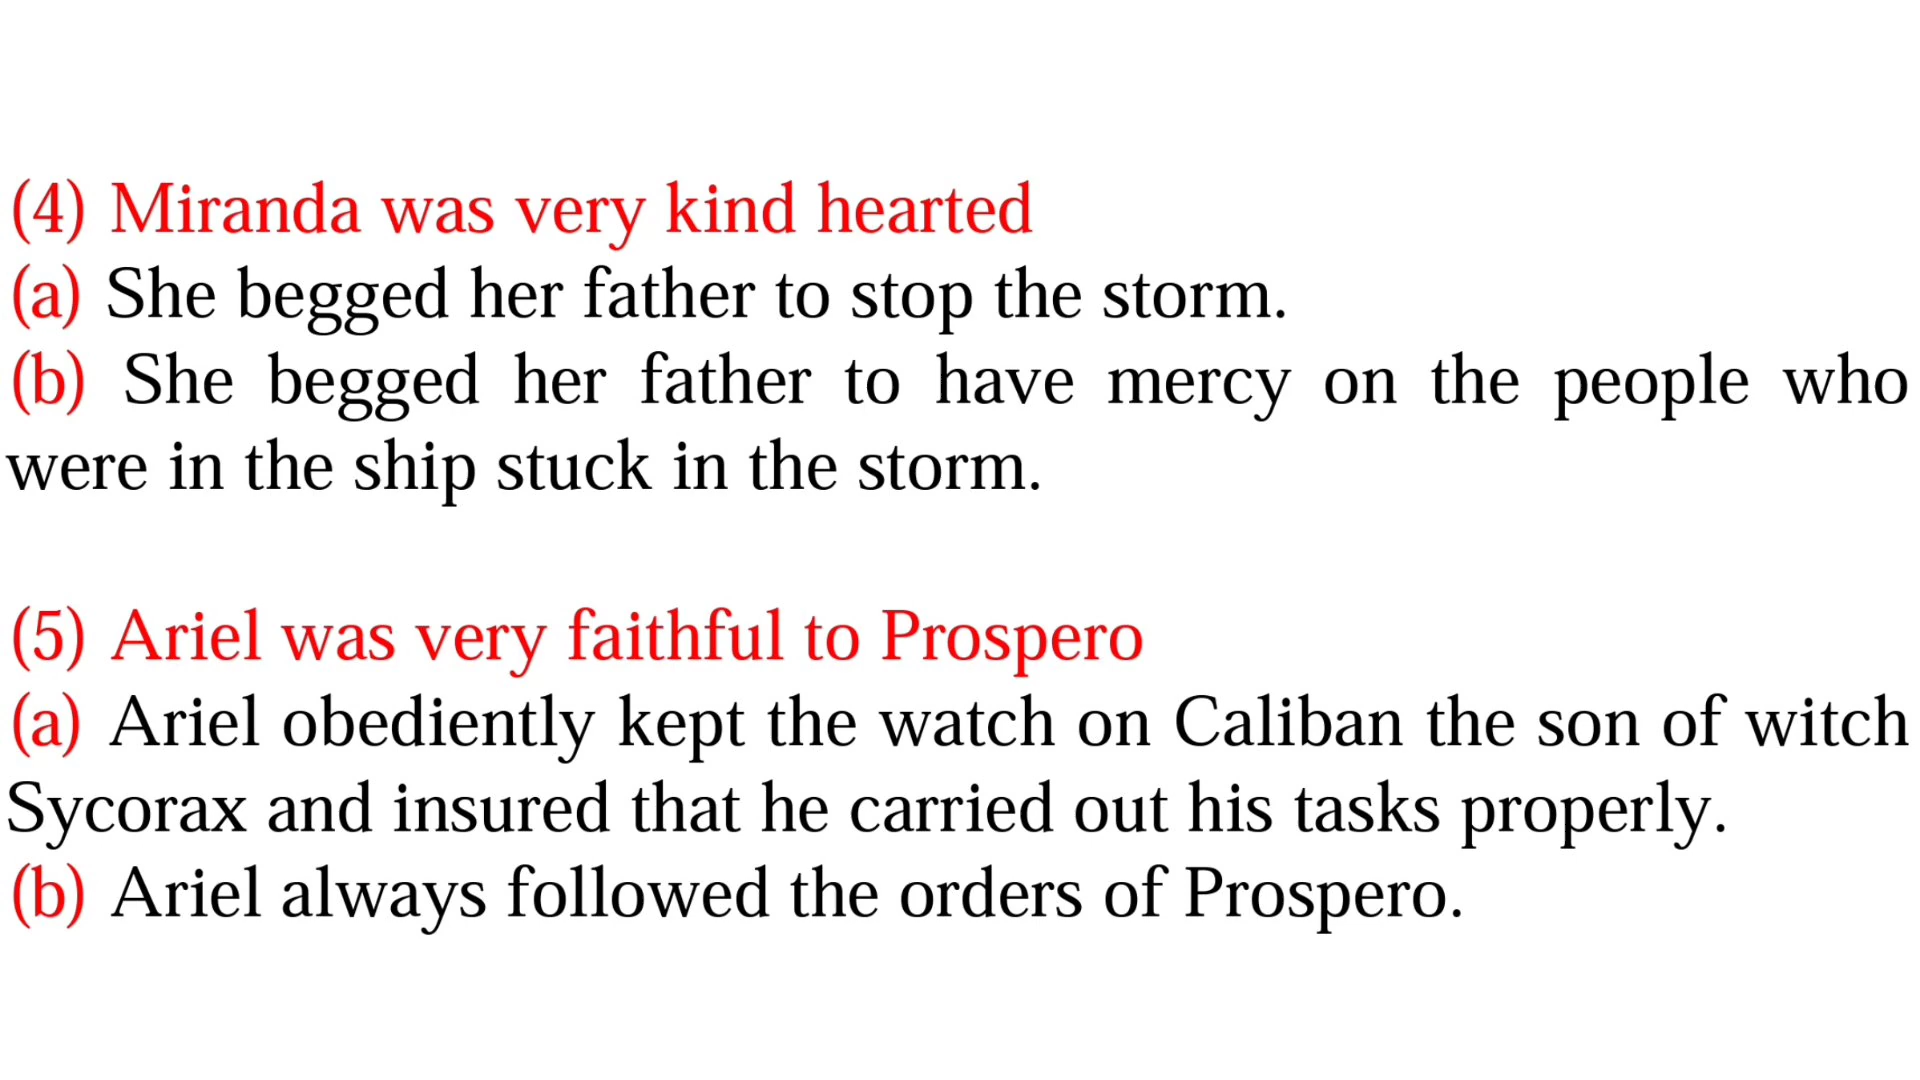 (4) Miranda was very kind hearted
(a) She begged her father to stop the storm.
(b) She begged her father to have mercy on the people who
were in the ship stuck in the storm.
(5) Ariel was very faithful to Prospero
(a) Ariel obediently kept the watch on Caliban the son of witch
Sycorax and insured that he carried out his tasks properly.
(b) Ariel always followed the orders of Prospero.